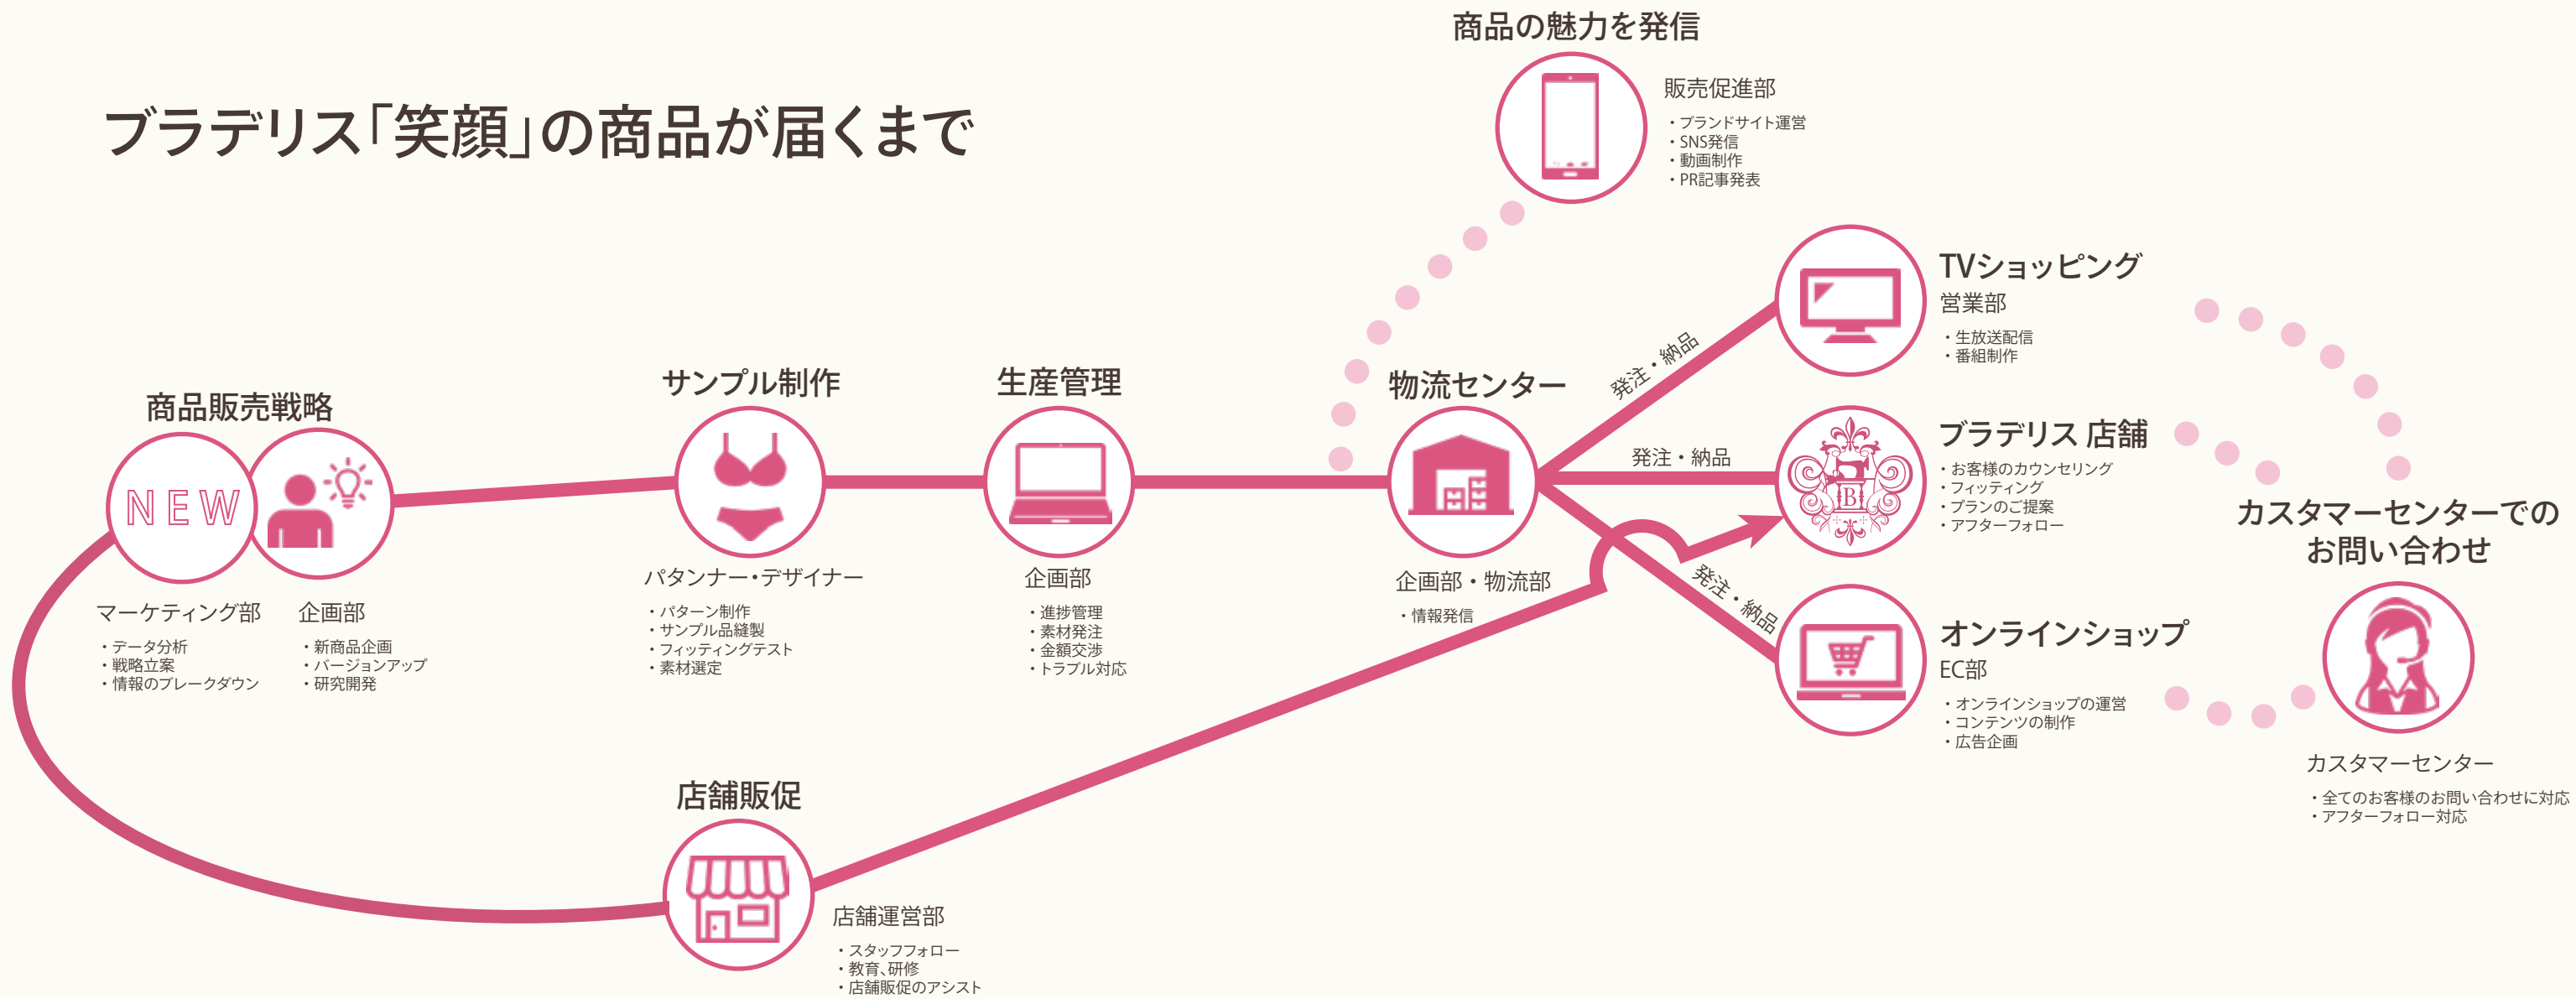 ブラデリス「笑顔」の商品が届くまで
商品販売戦略
NEW
マーケティング部
・データ分析
・戦略立案
・情報のブレークダウン
企画部
・新商品企画
・バージョンアップ
・研究開発
サンプル制作
パタンナー・デザイナー
・パターン制作
・サンプル品縫製
・フィッティングテスト
・素材選定
生産管理
企画部
・進捗管理
・素材発注
・金額交渉
・トラブル対応
商品の魅力を発信
販売促進部
・ブランドサイト運営
・SNS発信
・動画制作
・PR記事発表
物流センター
企画部・物流部
・情報発信
発注・納品
発注・納品
発注・納品
TVショッピング
営業部
・生放送配信
・番組制作
B
ブラデリス 店舗
・お客様のカウンセリング
・フィッティング
・プランのご提案
・アフターフォロー
オンラインショップ
EC部
・オンラインショップの運営
・コンテンツの制作
・広告企画
カスタマーセンターでの
お問い合わせ
カスタマーセンター
・全てのお客様のお問い合わせに対応
・アフターフォロー対応
店舗販促
店舗運営部
・スタッフフォロー
・教育、研修
・店舗販促のアシスト